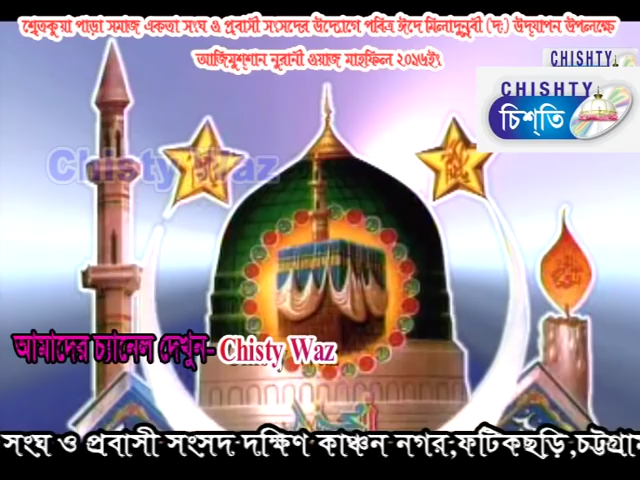 শ্বেতকুয়া পাড়া সমাজ একতা সংঘ ও প্রবাসী সংসদের উদ্যোগে পবিত্র ঈদে মিলাদুন্নবী (দঃ) উদ্‌যাপন উপলক্ষে
আজিমুশ্‌শান নুরানী ওয়াজ মাহফিল ২০১৬ইং
CHISHTY
CHISHTY
চিশ্‌তি
Chisty Waz
আমাদের চ্যানেল দেখুন- Chisty Waz
সংঘ ও প্রবাসী সংসদ দক্ষিণ কাঞ্চন নগর,ফটিকছড়ি,চট্টগ্রাম